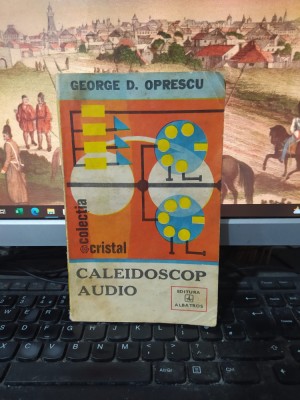 GEORGE D. OPRESCU
colecția
cristal
CALEIDOSCOP
AUDIO
EDITURA
ALBATROS